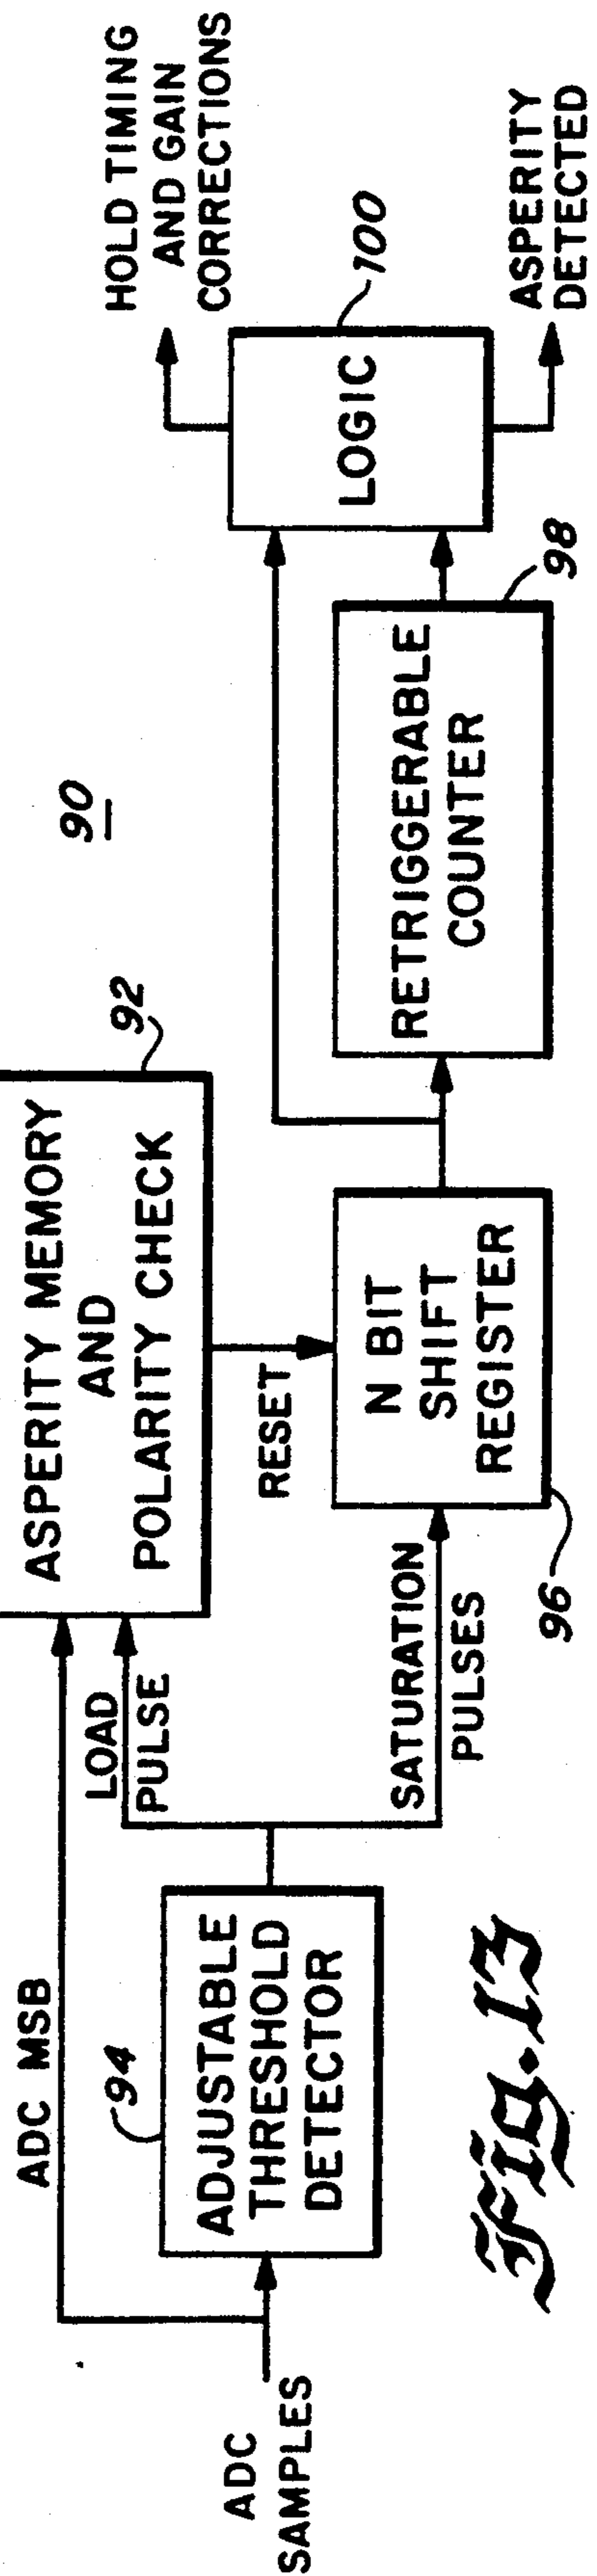 ADC
SAMPLES
ADC MSB
94
ADJUSTABLE
THRESHOLD
DETECTOR
LOAD
PULSE
SATURATION
PULSES
ASPERITY MEMORY
AND
POLARITY CHECK
92
RESET
N BIT
SHIFT
REGISTER
96
90
RETRIGGERABLE
COUNTER
98
LOGIC
100
HOLD TIMING
AND GAIN
CORRECTIONS
ASPERITY
DETECTED
Fig. 13